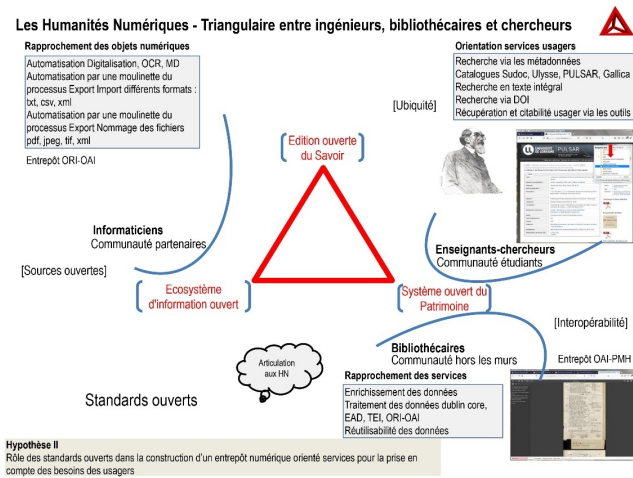 Les Humanités Numériques - Triangulaire entre ingénieurs, bibliothécaires et chercheurs
Rapprochement des objets numériques
Automatisation Digitalisation, OCR, MD
Automatisation par une moulinette du
processus Export Import différents formats :
txt, csv, xml
Automatisation par une moulinette du
processus Export Nommage des fichiers
pdf, jpeg, tif, xml
Entrepôt ORI-OAI
Orientation services usagers
Recherche via les métadonnées
Catalogues Sudoc, Ulysse, PULSAR, Gallica
Recherche en texte intégral
Recherche via DOI
Récupération et citabilité usager via les outils
[Ubiquité]
Edition ouverte
du Savoir
PULSAR
Informaticiens
Communauté partenaires
Enseignants-chercheurs
Communauté étudiants
[Sources ouvertes]
Ecosystème
d'information ouvert
Système ouvert du
Patrimoine
[Interopérabilité]
Bibliothécaires
Communauté hors les murs
Entrepôt OAI-PMH
Articulation
aux HN
Rapprochement des services
Enrichissement des données
Traitement des données dublin core,
EAD, TEI, ORI-OAI
Réutilisabilité des données
Standards ouverts
Hypothèse II
Rôle des standards ouverts dans la construction d'un entrepôt numérique orienté services pour la prise en
compte des besoins des usagers